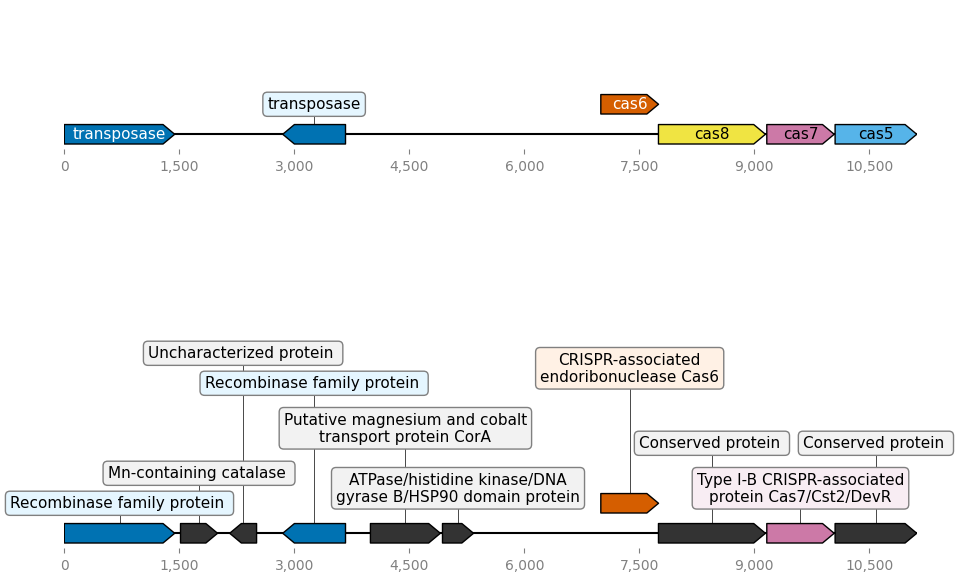 cas6
transposase
transposase
cas8
cas7
cas5
0
1,500
3,000
4,500
6,000
7,500
9,000
10,500
Uncharacterized protein
CRISPR-associated
endoribonuclease Cas6
Recombinase family protein
Putative magnesium and cobalt
transport protein CorA
Conserved protein
Conserved protein
Mn-containing catalase
ATPase/histidine kinase/DNA
gyrase B/HSP90 domain protein
Type I-B CRISPR-associated
protein Cas7/Cst2/DevR
Recombinase family protein
0
1,500
3,000
4,500
6,000
7,500
9,000
10,500